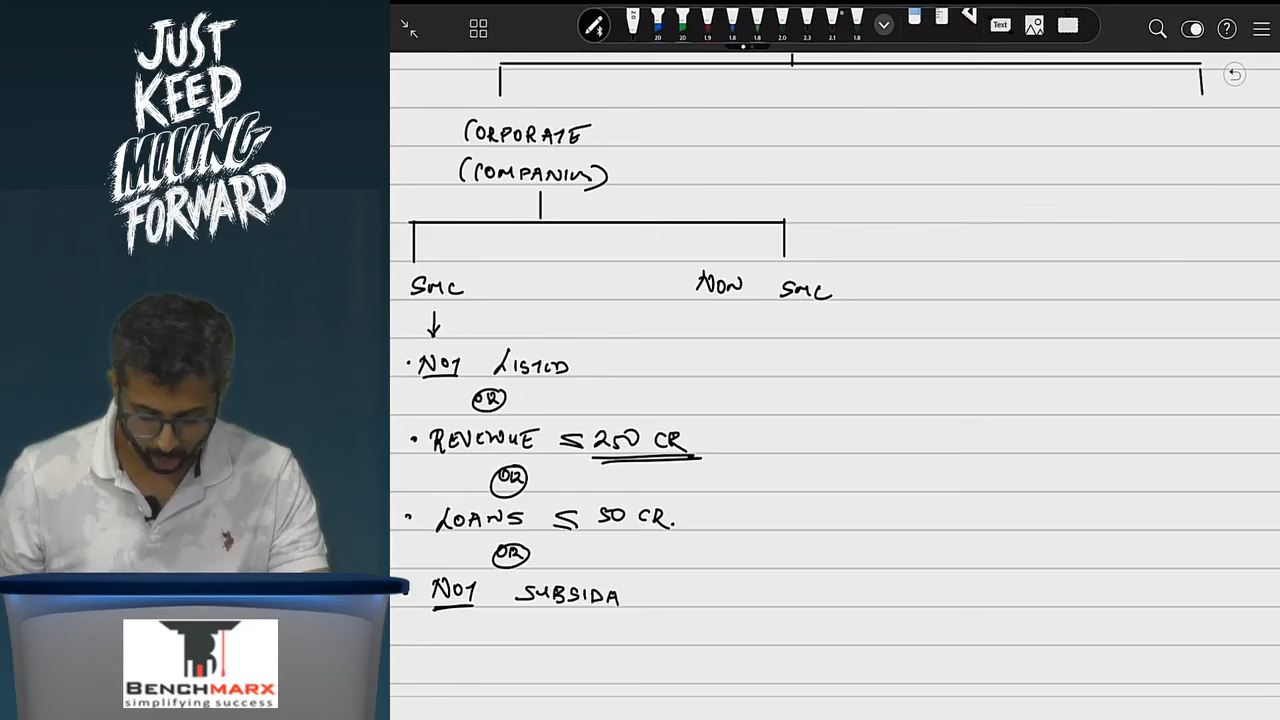 JUST
KEEP
MOVING
FORWARD
BENCHMARX
simplifying success
Text
CORPORATE
(COMPANIES)
SMC NON SMC
• NOT LISTED
OR
• REVENUE ≤ 250 CR
OR
• LOANS ≤ 50 CR.
OR
• NOT SUBSIDA